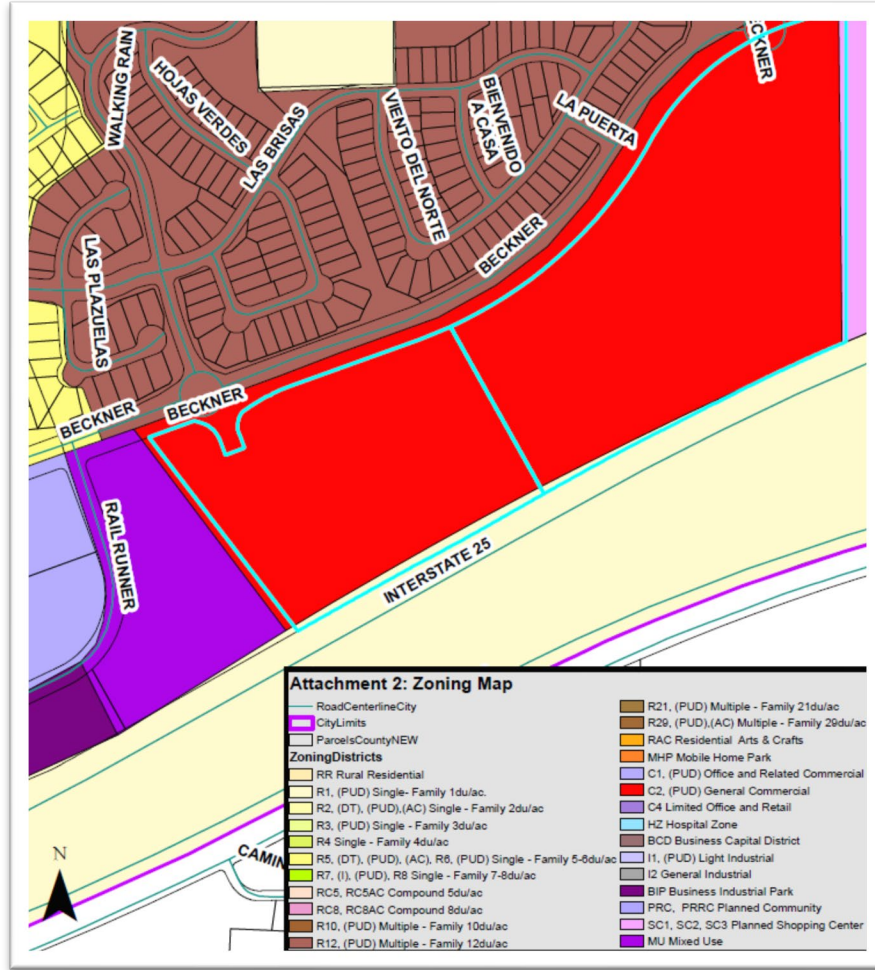 BECKNER
WALKING RAIN
HOJAS VERDES
LAS BRISAS
VIENTO DEL NORTE
BIENVENIDO
A CASA
LA PUERTA
LAS PLAZUELAS
BECKNER
BECKNER
BECKNER
RAIL RUNNER
INTERSTATE 25
N
CAMIN
Attachment 2: Zoning Map
RoadCenterlineCity
CityLimits
ParcelsCountyNEW
ZoningDistricts
RR Rural Residential
R1, (PUD) Single- Family 1du/ac.
R2, (DT), (PUD),(AC) Single - Family 2du/ac
R3, (PUD) Single - Family 3du/ac
R4 Single - Family 4du/ac
R5, (DT), (PUD), (AC), R6, (PUD) Single - Family 5-6du/ac
R7, (I), (PUD), R8 Single - Family 7-8du/ac
RC5, RC5AC Compound 5du/ac
RC8, RC8AC Compound 8du/ac
R10, (PUD) Multiple - Family 10du/ac
R12, (PUD) Multiple - Family 12du/ac
R21, (PUD) Multiple - Family 21du/ac
R29, (PUD),(AC) Multiple - Family 29du/ac
RAC Residential Arts & Crafts
MHP Mobile Home Park
C1, (PUD) Office and Related Commercial
C2, (PUD) General Commercial
C4 Limited Office and Retail
HZ Hospital Zone
BCD Business Capital District
I1, (PUD) Light Industrial
I2 General Industrial
BIP Business Industrial Park
PRC, PRRC Planned Community
SC1, SC2, SC3 Planned Shopping Center
MU Mixed Use